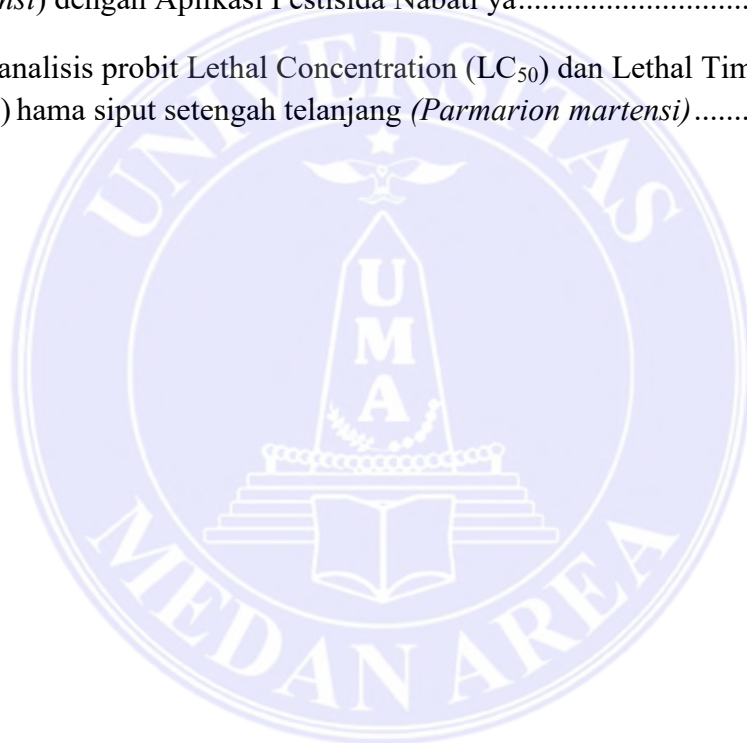 nsi) dengan Aplikasi Pestisida Nabati ya..............................
analisis probit Lethal Concentration (LC50) dan Lethal Tim
) hama siput setengah telanjang (Parmarion martensi).......
UNIVERSITAS
UMA
MEDAN AREA